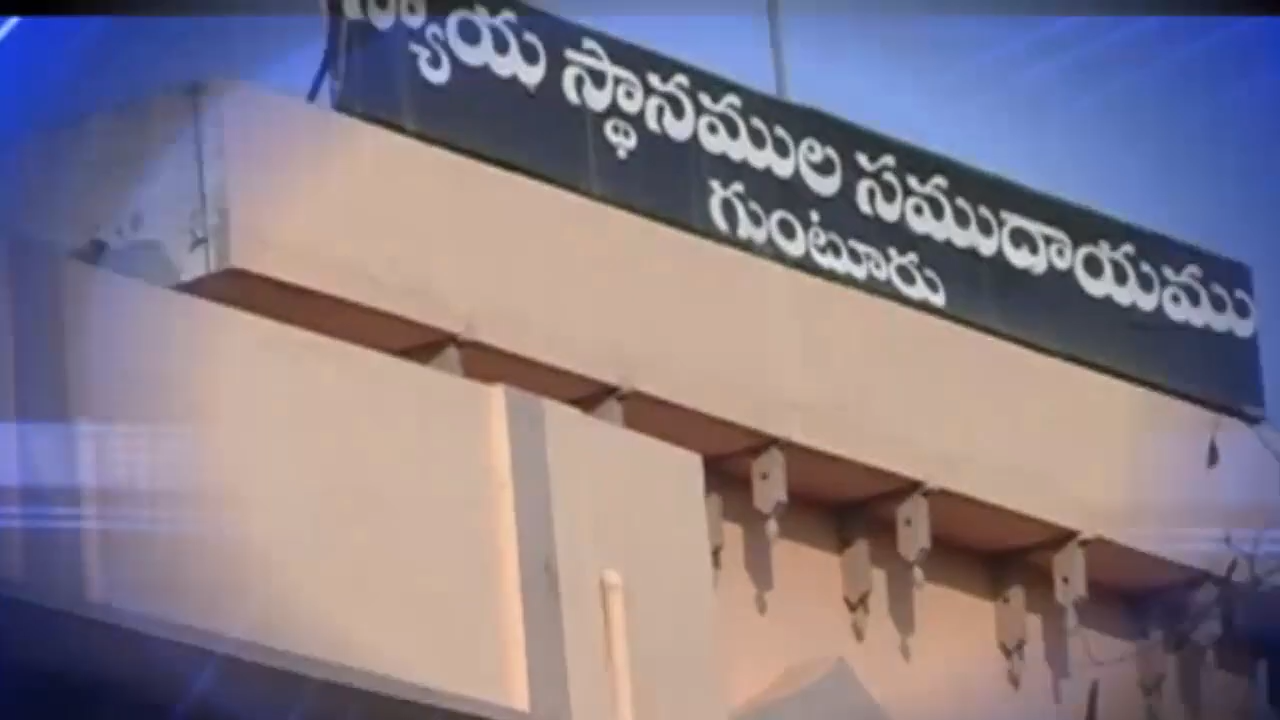 న్యాయ స్థానముల సముదాయము
గుంటూరు